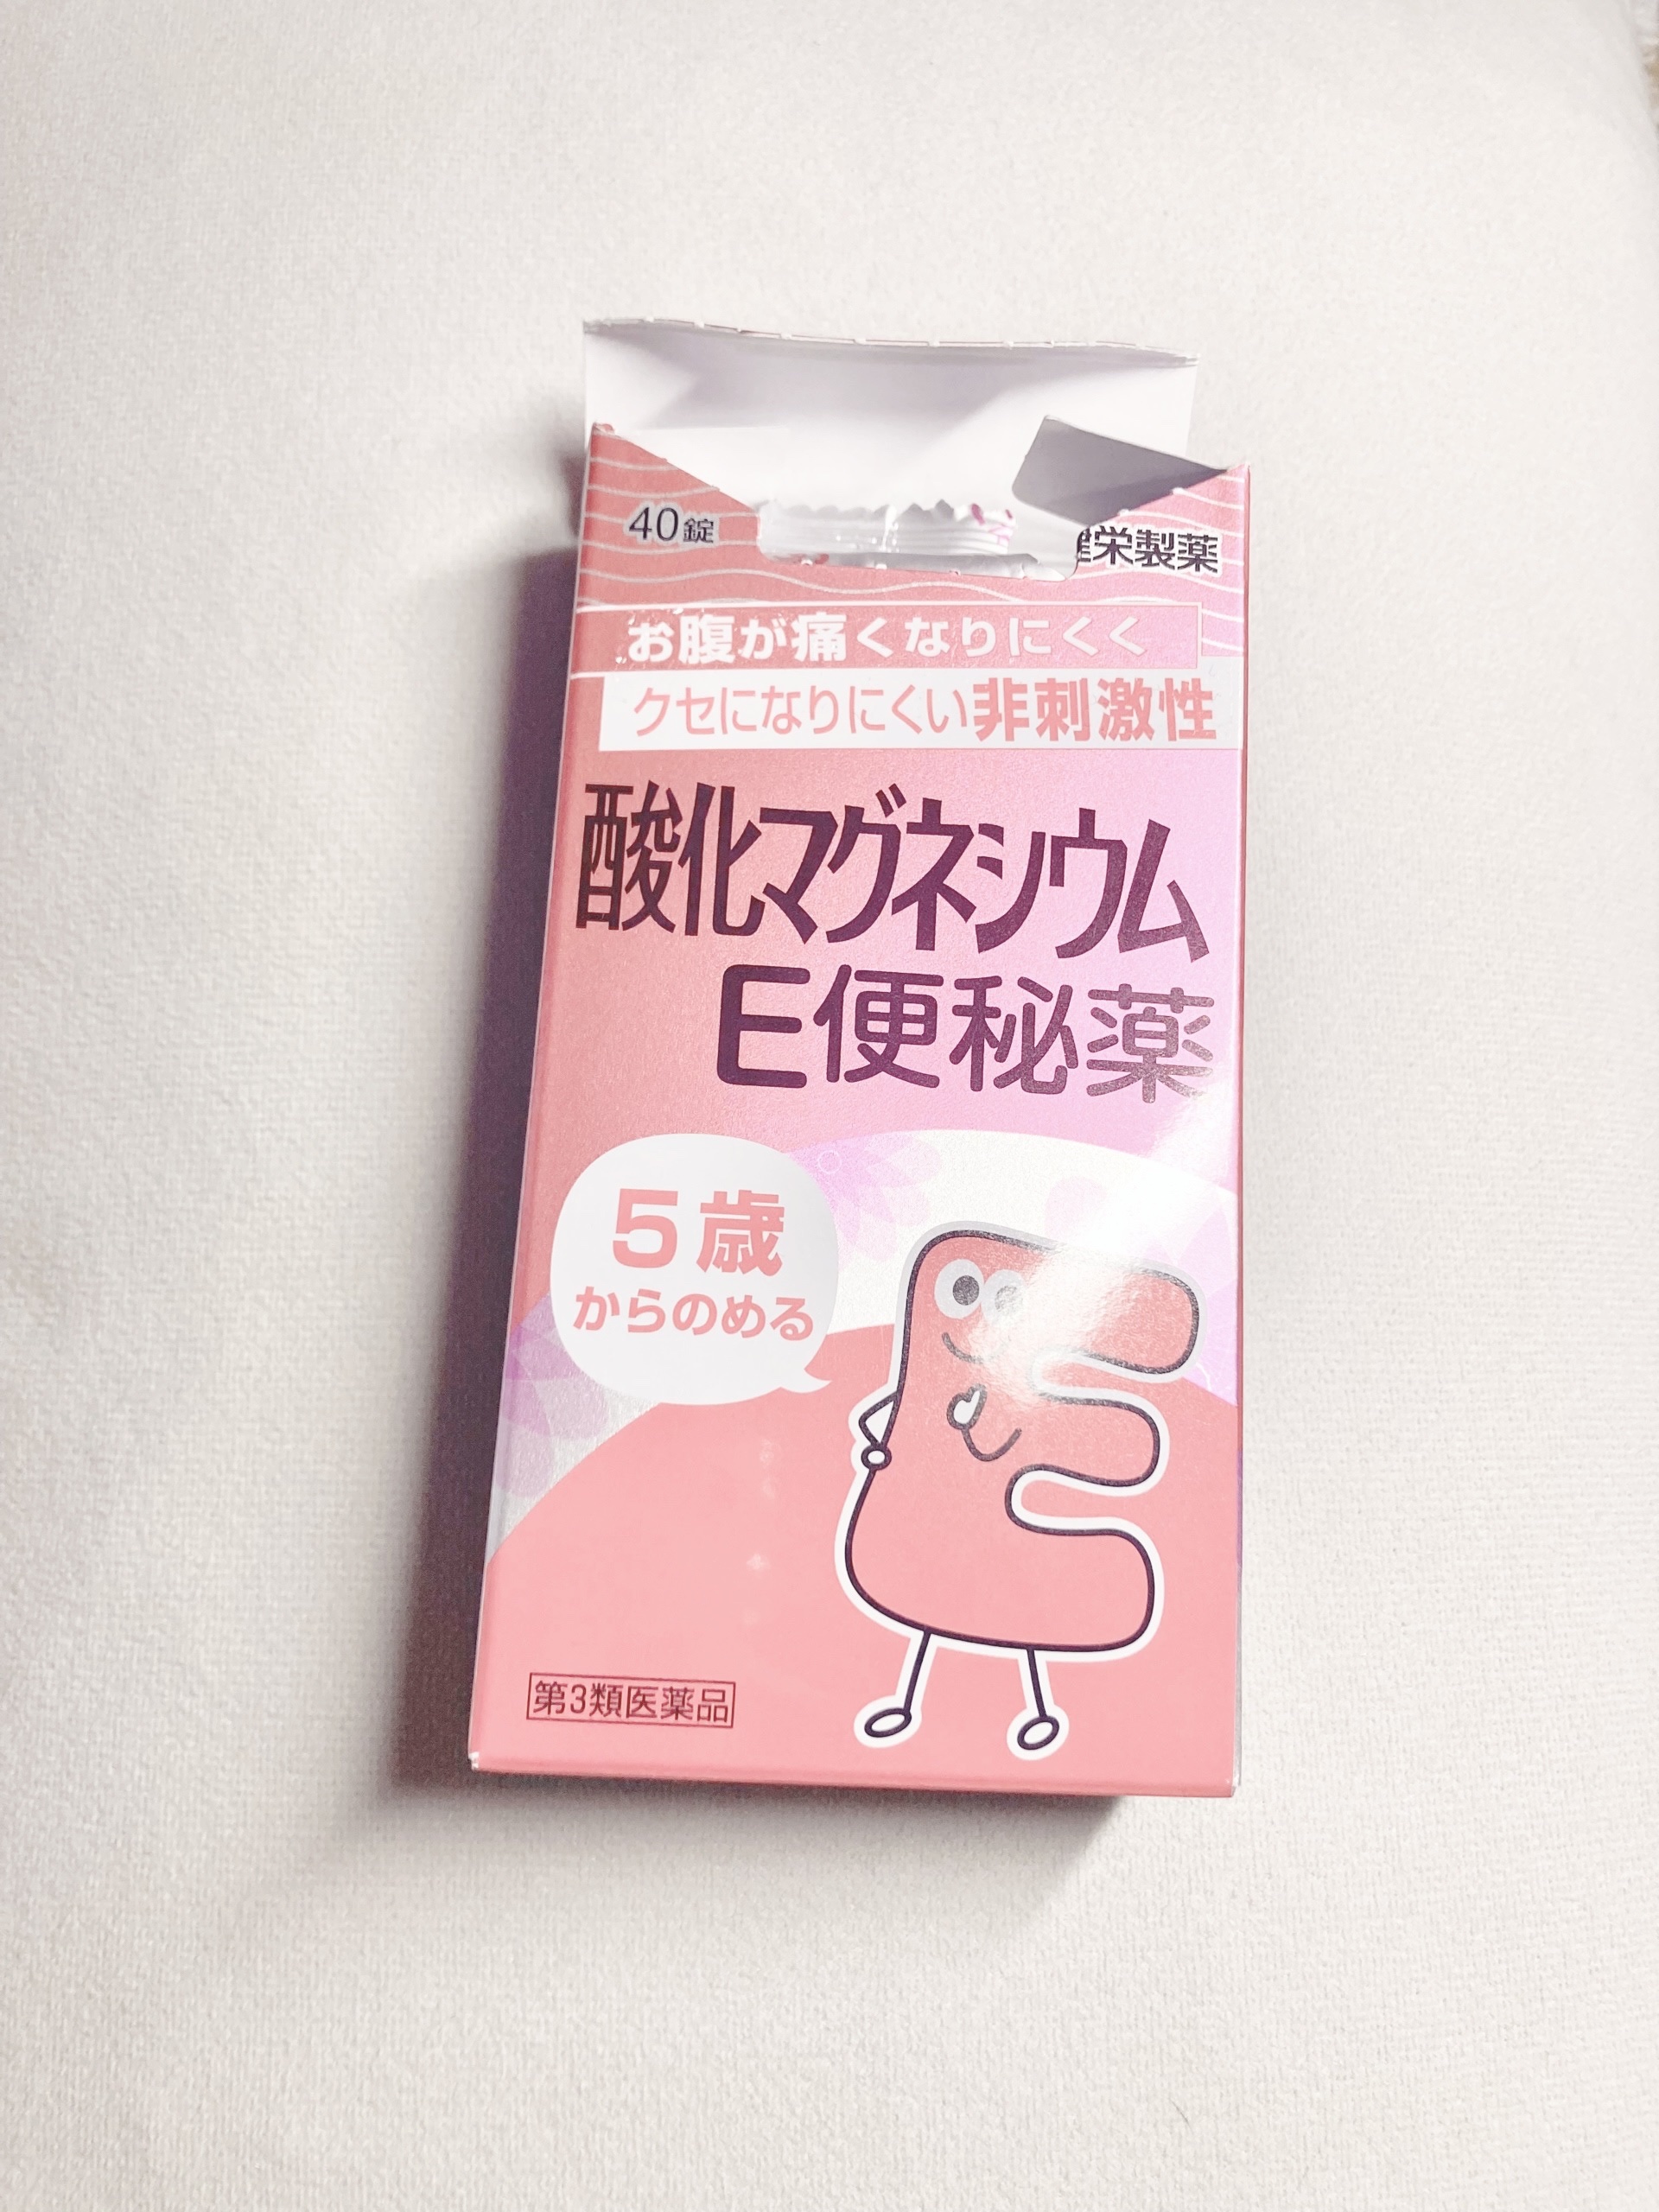 40錠
健栄製薬
お腹が痛くなりにくく
クセになりにくい非刺激性
酸化マグネシウム
E便秘薬
5歳
からのめる
第3類医薬品